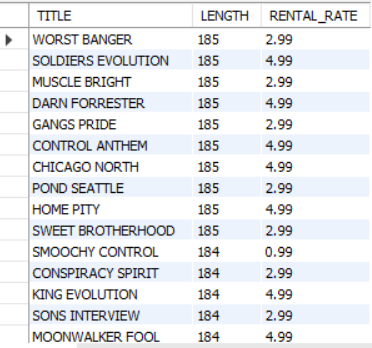 TITLE LENGTH RENTAL_RATE
WORST BANGER 185 2.99
SOLDIERS EVOLUTION 185 4.99
MUSCLE BRIGHT 185 2.99
DARN FORRESTER 185 4.99
GANGS PRIDE 185 2.99
CONTROL ANTHEM 185 4.99
CHICAGO NORTH 185 4.99
POND SEATTLE 185 2.99
HOME PITY 185 4.99
SWEET BROTHERHOOD 185 2.99
SMOOCHY CONTROL 184 0.99
CONSPIRACY SPIRIT 184 2.99
KING EVOLUTION 184 4.99
SONS INTERVIEW 184 2.99
MOONWALKER FOOL 184 4.99